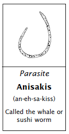 Parasite
Anisakis
(an-eh-sa-kiss)
Called the whale or
sushi worm